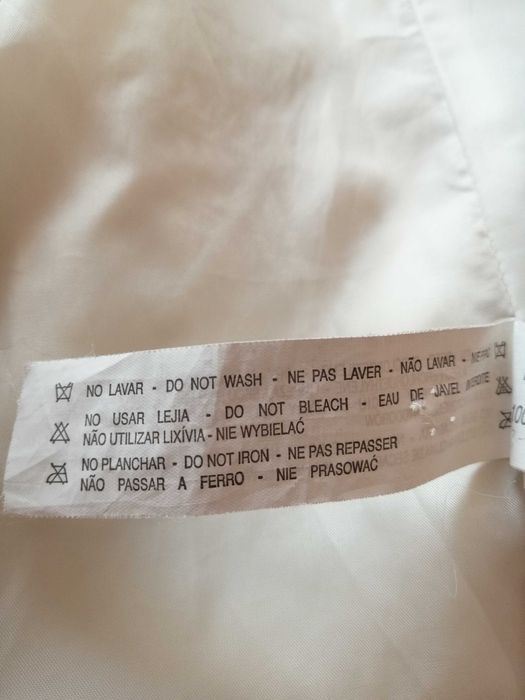 NO LAVAR - DO NOT WASH - NE PAS LAVER - NÃO LAVAR -
NO USAR LEJIA - DO NOT BLEACH - EAU DE JAVEL
NÃO UTILIZAR LIXÍVIA - NIE WYBIELAĆ
NO PLANCHAR - DO NOT IRON - NE PAS REPASSER
NÃO PASSAR A FERRO - NIE PRASOWAĆ